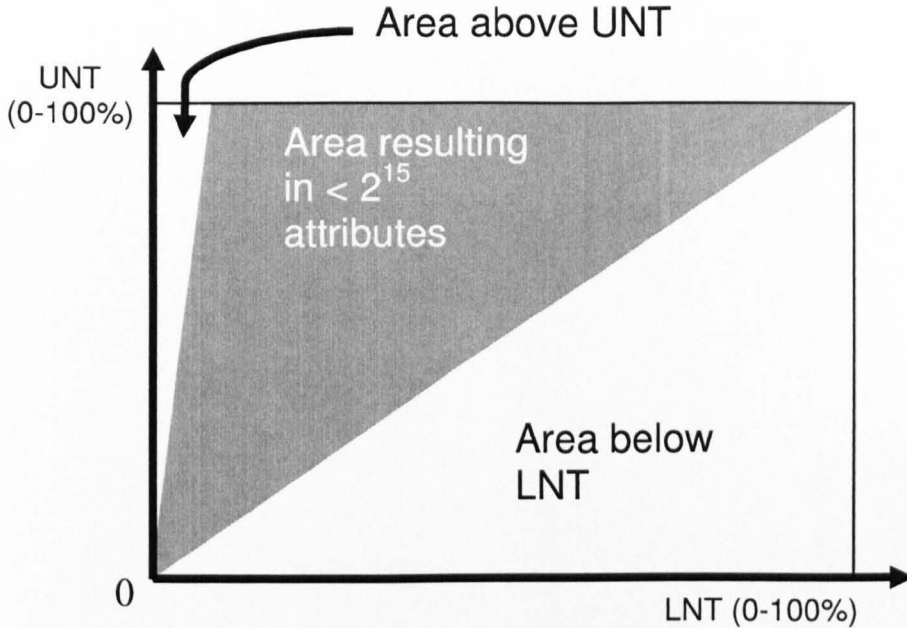 Area above UNT
UNT
(0-100%)
Area resulting
in < 2^15
attributes
Area below
LNT
0
LNT (0-100%)